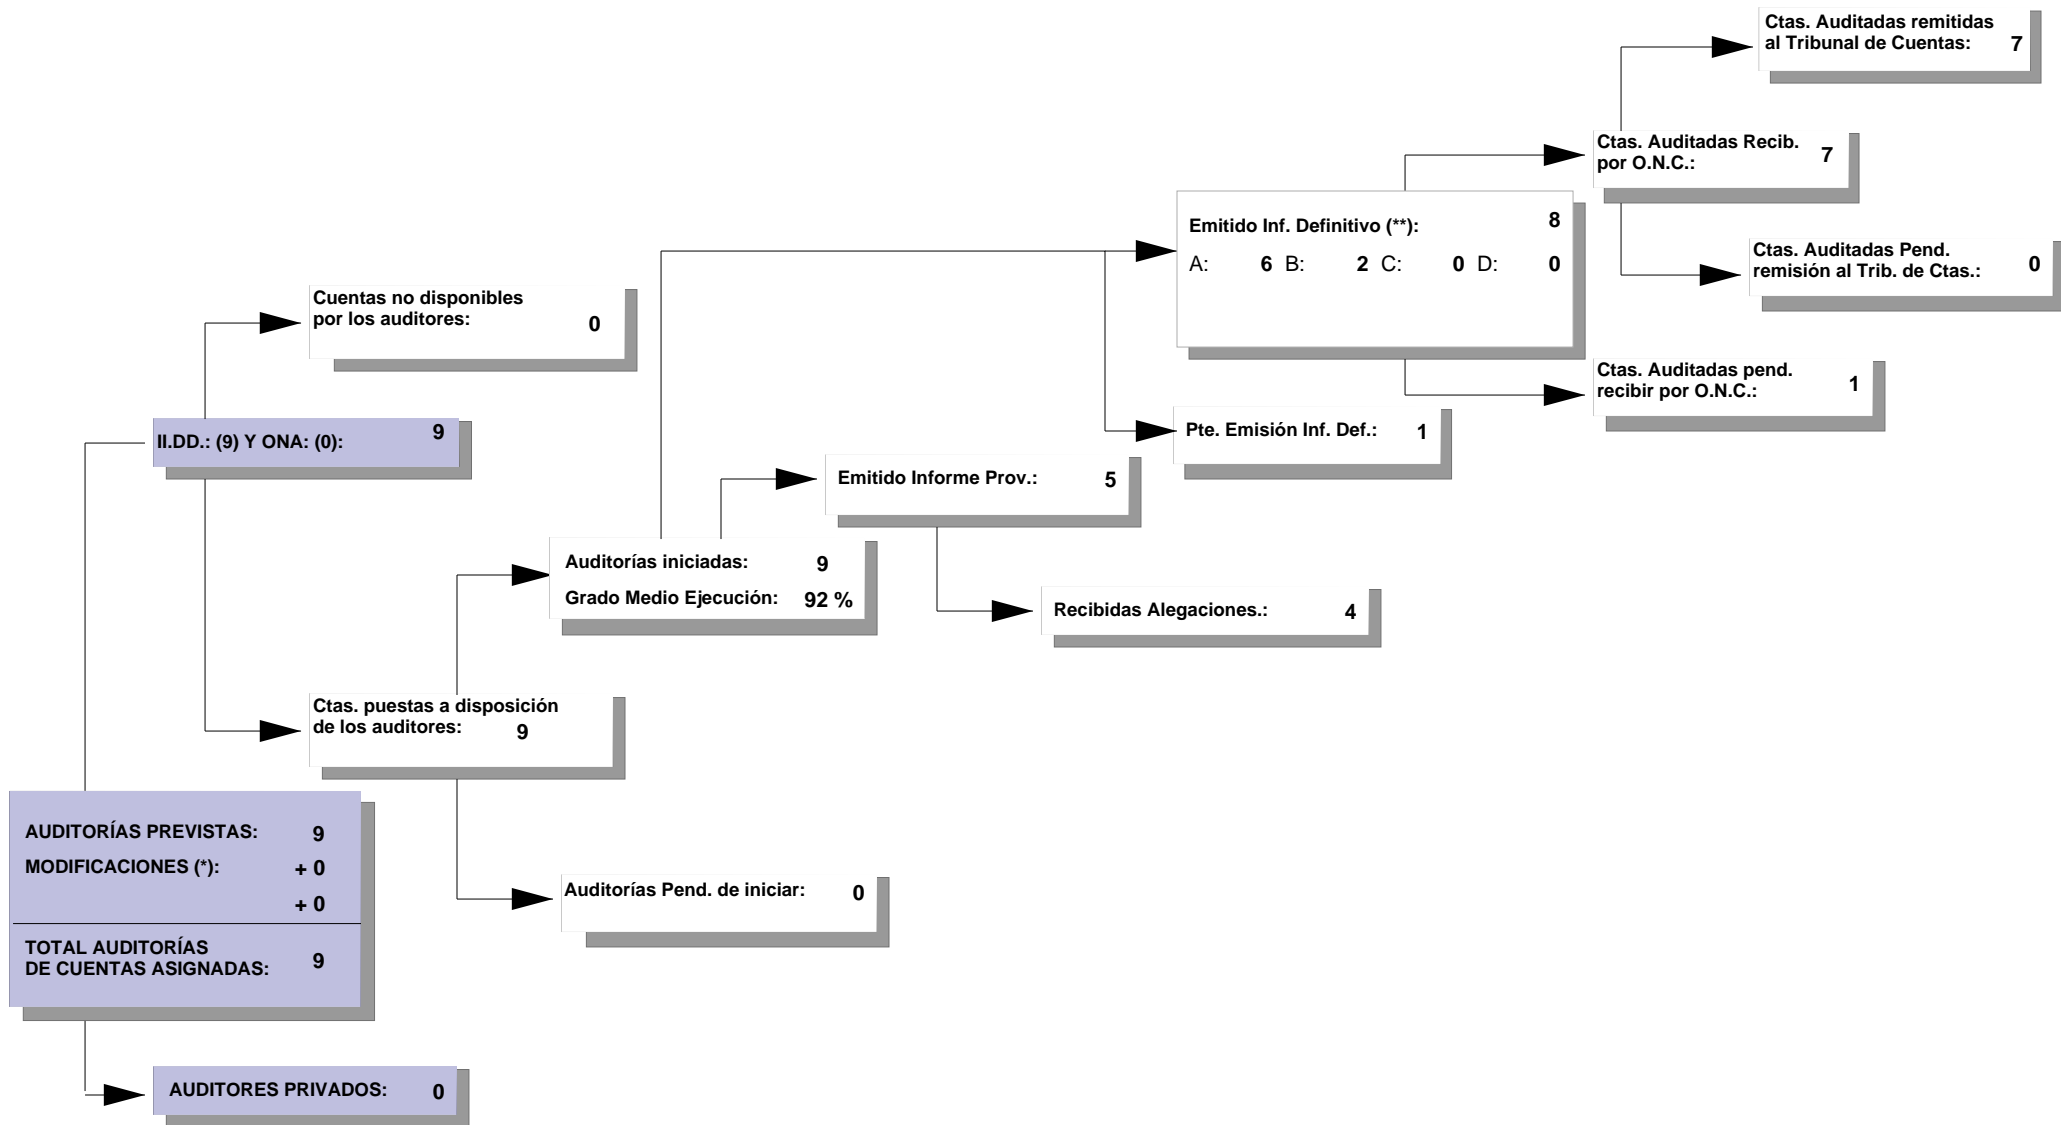 Ctas. Auditadas remitidas
al Tribunal de Cuentas: 7
Ctas. Auditadas Recib.
por O.N.C.: 7
Emitido Inf. Definitivo (**): 8
A: 6 B: 2 C: 0 D: 0
Ctas. Auditadas Pend.
remisión al Trib. de Ctas.: 0
Cuentas no disponibles
por los auditores: 0
Ctas. Auditadas pend.
recibir por O.N.C.: 1
II.DD.: (9) Y ONA: (0): 9
Pte. Emisión Inf. Def.: 1
Emitido Informe Prov.: 5
Auditorías iniciadas: 9
Grado Medio Ejecución: 92 %
Recibidas Alegaciones.: 4
Ctas. puestas a disposición
de los auditores: 9
AUDITORÍAS PREVISTAS: 9
MODIFICACIONES (*): + 0
+ 0
Auditorías Pend. de iniciar: 0
TOTAL AUDITORÍAS
DE CUENTAS ASIGNADAS: 9
AUDITORES PRIVADOS: 0